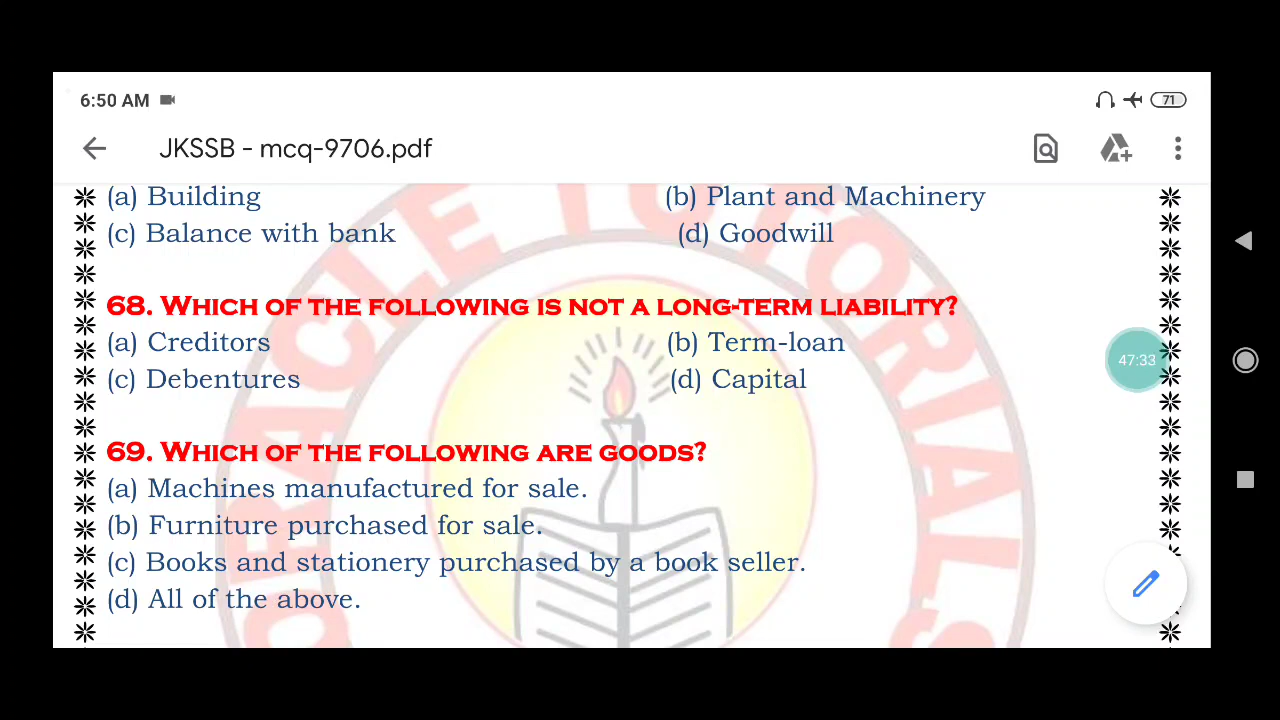 6:50 AM
71
JKSSB - mcq-9706.pdf
(a) Building (b) Plant and Machinery
(c) Balance with bank (d) Goodwill
68. WHICH OF THE FOLLOWING IS NOT A LONG-TERM LIABILITY?
(a) Creditors (b) Term-loan
(c) Debentures (d) Capital
47:33
69. WHICH OF THE FOLLOWING ARE GOODS?
(a) Machines manufactured for sale.
(b) Furniture purchased for sale.
(c) Books and stationery purchased by a book seller.
(d) All of the above.
ORACLE TUTORIALS